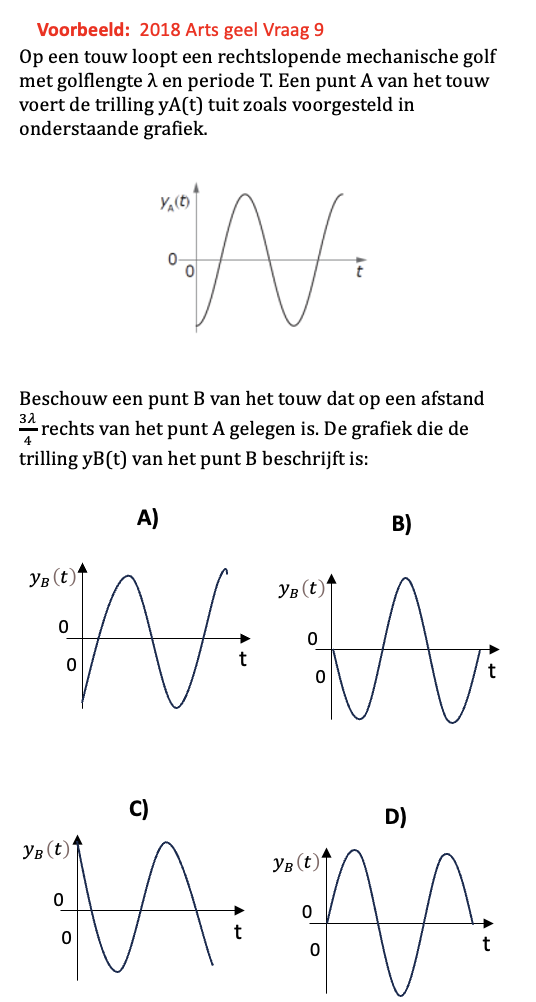 Voorbeeld: 2018 Arts geel Vraag 9
Op een touw loopt een rechtslopende mechanische golf
met golflengte λ en periode T. Een punt A van het touw
voert de trilling yA(t) tuit zoals voorgesteld in
onderstaande grafiek.
y_A(t)
0
0
t
Beschouw een punt B van het touw dat op een afstand
3λ/4 rechts van het punt A gelegen is. De grafiek die de
trilling yB(t) van het punt B beschrijft is:
A)
B)
y_B(t)
0
0
t
y_B(t)
0
0
t
C)
D)
y_B(t)
0
0
t
y_B(t)
0
0
t